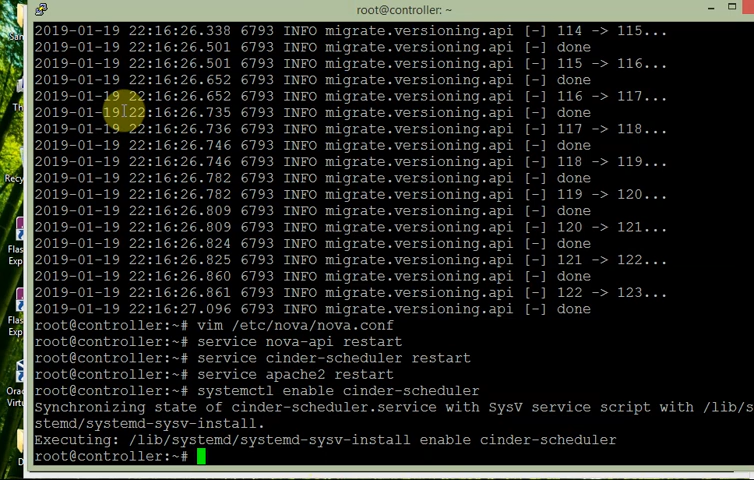 root@controller: ~
2019-01-19 22:16:26.338 6793 INFO migrate.versioning.api [-] 114 -> 115...
2019-01-19 22:16:26.501 6793 INFO migrate.versioning.api [-] done
2019-01-19 22:16:26.501 6793 INFO migrate.versioning.api [-] 115 -> 116...
2019-01-19 22:16:26.652 6793 INFO migrate.versioning.api [-] done
2019-01-19 22:16:26.652 6793 INFO migrate.versioning.api [-] 116 -> 117...
2019-01-19 22:16:26.735 6793 INFO migrate.versioning.api [-] done
2019-01-19 22:16:26.736 6793 INFO migrate.versioning.api [-] 117 -> 118...
2019-01-19 22:16:26.746 6793 INFO migrate.versioning.api [-] done
2019-01-19 22:16:26.746 6793 INFO migrate.versioning.api [-] 118 -> 119...
2019-01-19 22:16:26.782 6793 INFO migrate.versioning.api [-] done
2019-01-19 22:16:26.782 6793 INFO migrate.versioning.api [-] 119 -> 120...
2019-01-19 22:16:26.809 6793 INFO migrate.versioning.api [-] done
2019-01-19 22:16:26.809 6793 INFO migrate.versioning.api [-] 120 -> 121...
2019-01-19 22:16:26.824 6793 INFO migrate.versioning.api [-] done
2019-01-19 22:16:26.825 6793 INFO migrate.versioning.api [-] 121 -> 122...
2019-01-19 22:16:26.860 6793 INFO migrate.versioning.api [-] done
2019-01-19 22:16:26.861 6793 INFO migrate.versioning.api [-] 122 -> 123...
2019-01-19 22:16:27.096 6793 INFO migrate.versioning.api [-] done
root@controller:~# vim /etc/nova/nova.conf
root@controller:~# service nova-api restart
root@controller:~# service cinder-scheduler restart
root@controller:~# service apache2 restart
root@controller:~# systemctl enable cinder-scheduler
Synchronizing state of cinder-scheduler.service with SysV service script with /lib/s
stemd/systemd-sysv-install.
Executing: /lib/systemd/systemd-sysv-install enable cinder-scheduler
root@controller:~#